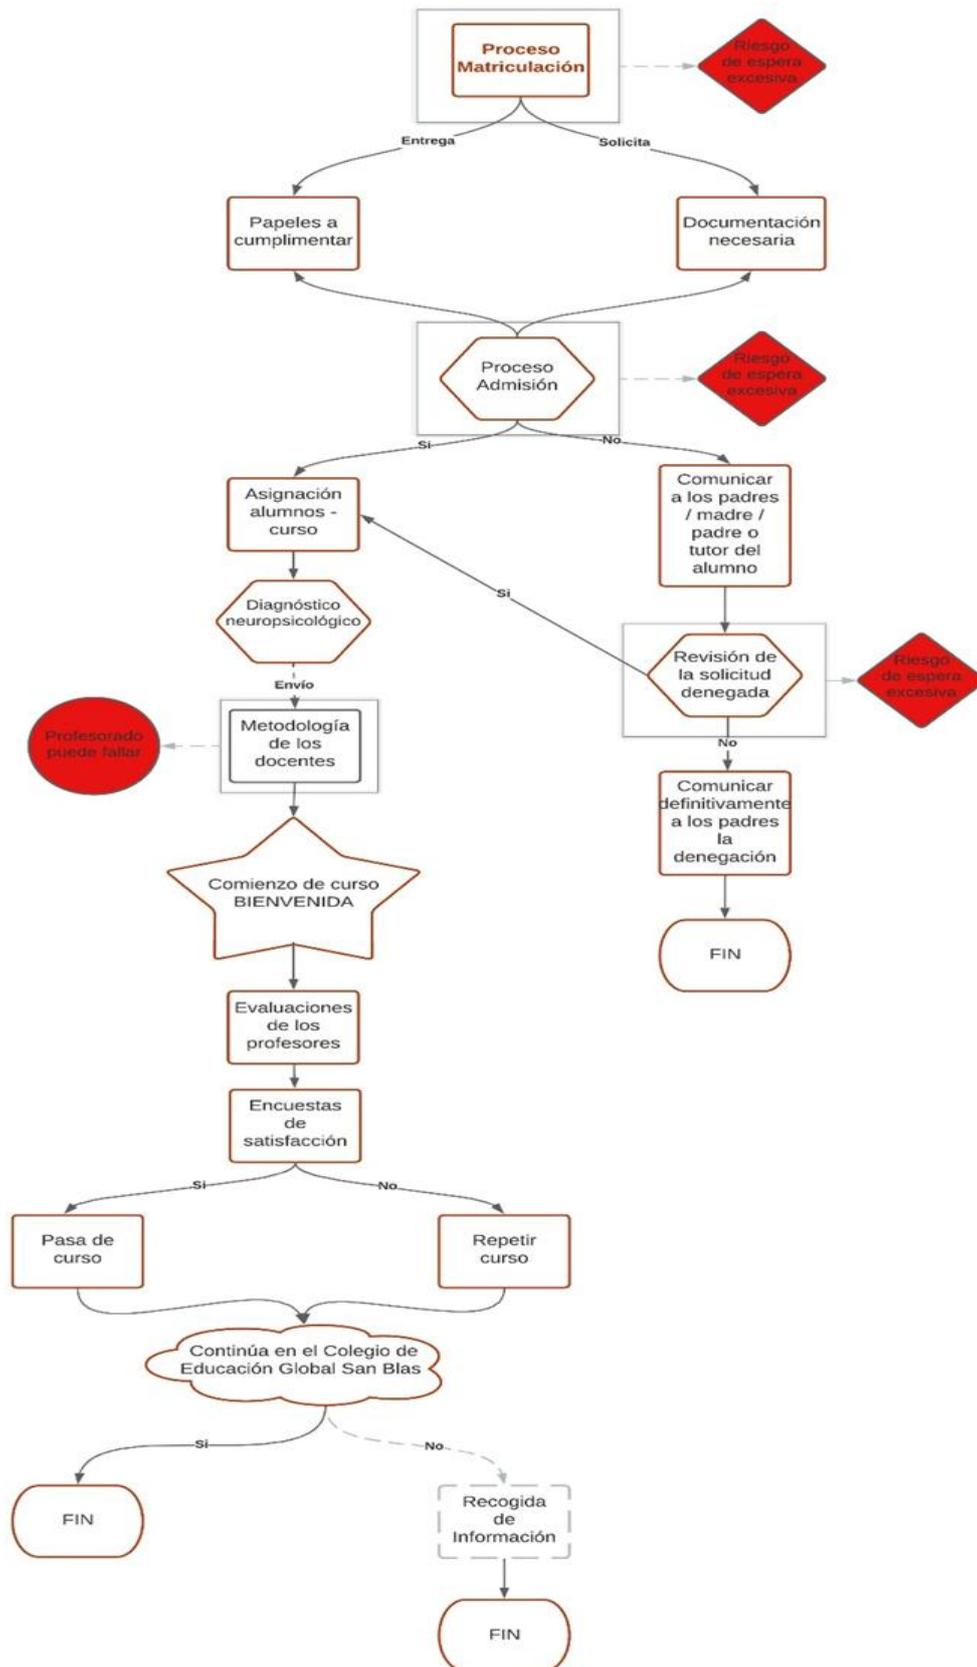 Proceso
Matriculación
Riesgo
de espera
excesiva
Entrega
Solicita
Papeles a
cumplimentar
Documentación
necesaria
Proceso
Admisión
Riesgo
de espera
excesiva
Si
No
Asignación
alumnos -
curso
Comunicar
a los padres
/ madre /
padre o
tutor del
alumno
Si
Diagnóstico
neuropsicológico
Revisión de
la solicitud
denegada
Riesgo
de espera
excesiva
Envío
Profesorado
puede fallar
Metodología
de los
docentes
No
Comunicar
definitivamente
a los padres
la
denegación
Comienzo de curso
BIENVENIDA
FIN
Evaluaciones
de los
profesores
Encuestas
de
satisfacción
Si
No
Pasa de
curso
Repetir
curso
Continúa en el Colegio de
Educación Global San Blas
Si
No
FIN
Recogida
de
Información
FIN